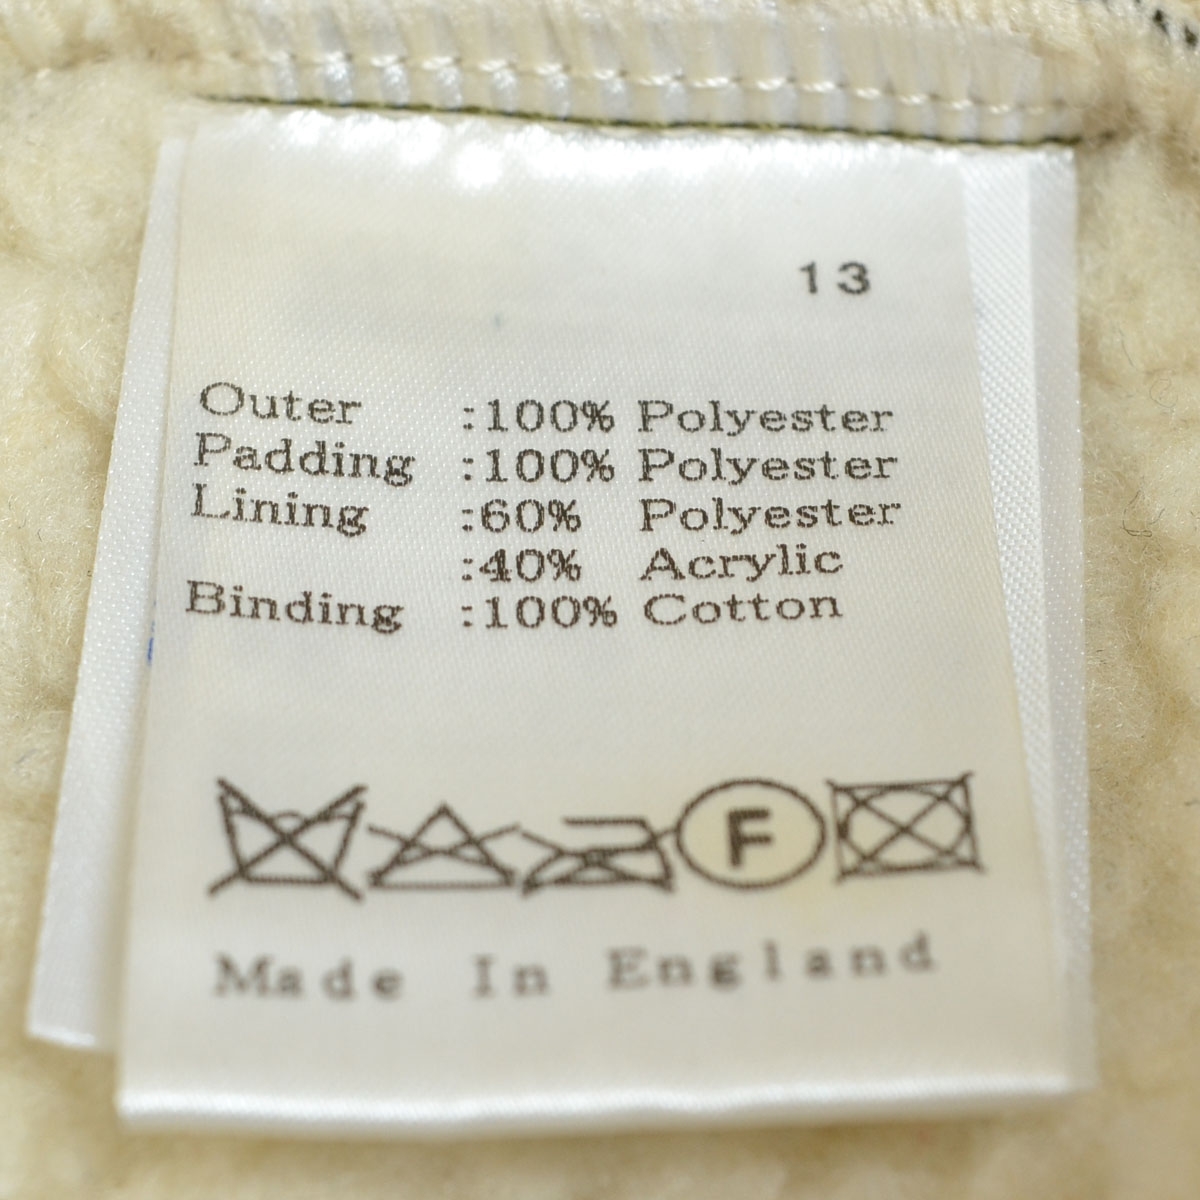 13
Outer :100% Polyester
Padding :100% Polyester
Lining :60% Polyester
:40% Acrylic
Binding :100% Cotton
F
Made In England